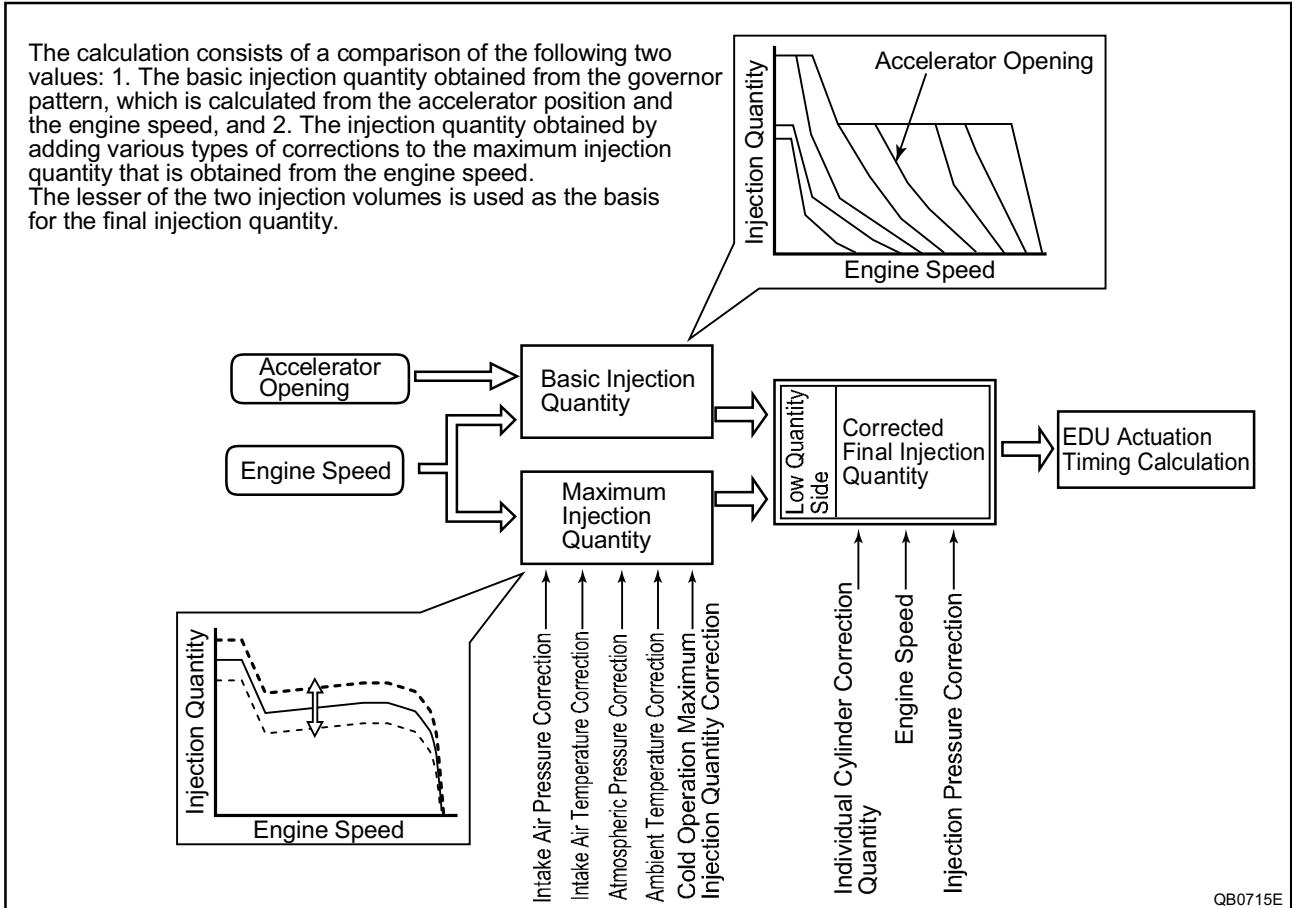 The calculation consists of a comparison of the following two
values: 1. The basic injection quantity obtained from the governor
pattern, which is calculated from the accelerator position and
the engine speed, and 2. The injection quantity obtained by
adding various types of corrections to the maximum injection
quantity that is obtained from the engine speed.
The lesser of the two injection volumes is used as the basis
for the final injection quantity.
Accelerator Opening
Injection Quantity
Engine Speed
Accelerator
Opening
Engine Speed
Basic Injection
Quantity
Maximum
Injection
Quantity
Low Quantity
Side
Corrected
Final Injection
Quantity
EDU Actuation
Timing Calculation
Injection Quantity
Engine Speed
Intake Air Pressure Correction
Intake Air Temperature Correction
Atmospheric Pressure Correction
Ambient Temperature Correction
Cold Operation Maximum
Injection Quantity Correction
Individual Cylinder Correction
Quantity
Engine Speed
Injection Pressure Correction
QB0715E